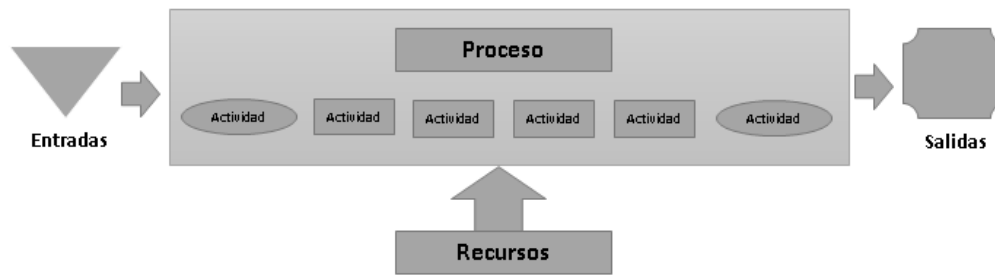 Proceso
Entradas
Actividad
Actividad
Actividad
Actividad
Actividad
Actividad
Salidas
Recursos